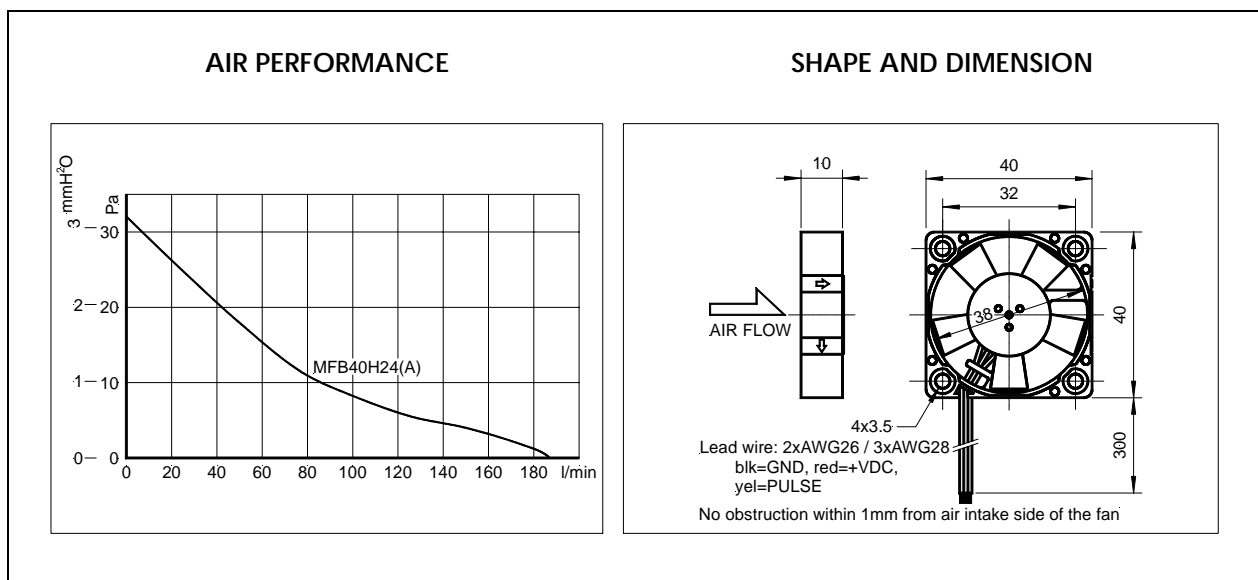 AIR PERFORMANCE
3 mmH²O
Pa
30
2 20
MFB40H24(A)
1 10
0 0
0 20 40 60 80 100 120 140 160 180 l/min
SHAPE AND DIMENSION
10
40
32
AIR FLOW
38
40
4x3.5
Lead wire: 2xAWG26 / 3xAWG28
blk=GND, red=+VDC,
yel=PULSE
300
No obstruction within 1mm from air intake side of the fan